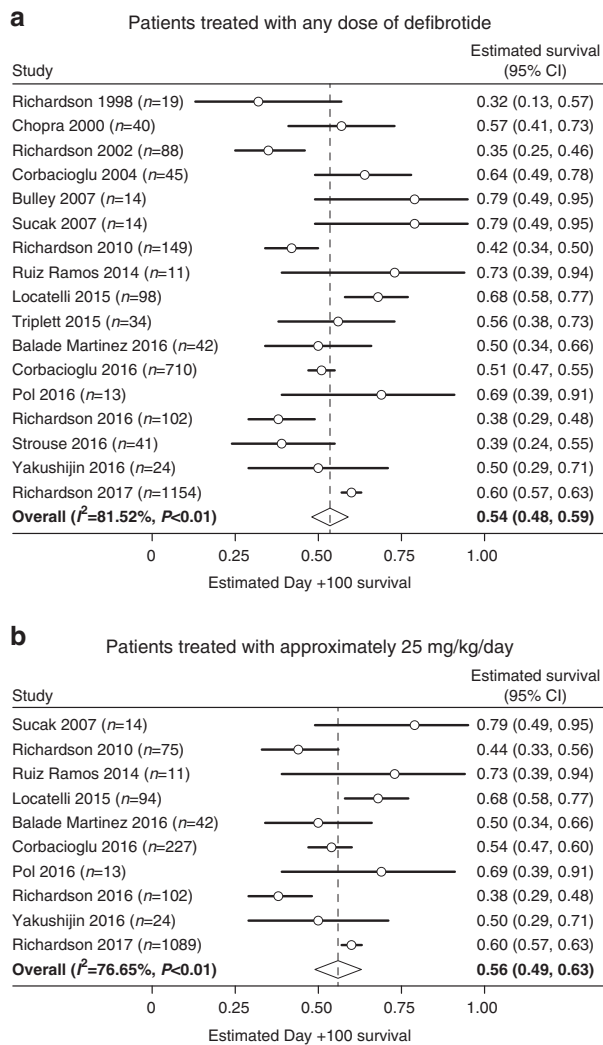 a
Patients treated with any dose of defibrotide
Estimated survival
Study (95% CI)
Richardson 1998 (n=19) 0.32 (0.13, 0.57)
Chopra 2000 (n=40) 0.57 (0.41, 0.73)
Richardson 2002 (n=88) 0.35 (0.25, 0.46)
Corbacioglu 2004 (n=45) 0.64 (0.49, 0.78)
Bulley 2007 (n=14) 0.79 (0.49, 0.95)
Sucak 2007 (n=14) 0.79 (0.49, 0.95)
Richardson 2010 (n=149) 0.42 (0.34, 0.50)
Ruiz Ramos 2014 (n=11) 0.73 (0.39, 0.94)
Locatelli 2015 (n=98) 0.68 (0.58, 0.77)
Triplett 2015 (n=34) 0.56 (0.38, 0.73)
Balade Martinez 2016 (n=42) 0.50 (0.34, 0.66)
Corbacioglu 2016 (n=710) 0.51 (0.47, 0.55)
Pol 2016 (n=13) 0.69 (0.39, 0.91)
Richardson 2016 (n=102) 0.38 (0.29, 0.48)
Strouse 2016 (n=41) 0.39 (0.24, 0.55)
Yakushijin 2016 (n=24) 0.50 (0.29, 0.71)
Richardson 2017 (n=1154) 0.60 (0.57, 0.63)
Overall (I²=81.52%, P<0.01) 0.54 (0.48, 0.59)
0 0.25 0.50 0.75 1.00
Estimated Day +100 survival
b
Patients treated with approximately 25 mg/kg/day
Estimated survival
Study (95% CI)
Sucak 2007 (n=14) 0.79 (0.49, 0.95)
Richardson 2010 (n=75) 0.44 (0.33, 0.56)
Ruiz Ramos 2014 (n=11) 0.73 (0.39, 0.94)
Locatelli 2015 (n=94) 0.68 (0.58, 0.77)
Balade Martinez 2016 (n=42) 0.50 (0.34, 0.66)
Corbacioglu 2016 (n=227) 0.54 (0.47, 0.60)
Pol 2016 (n=13) 0.69 (0.39, 0.91)
Richardson 2016 (n=102) 0.38 (0.29, 0.48)
Yakushijin 2016 (n=24) 0.50 (0.29, 0.71)
Richardson 2017 (n=1089) 0.60 (0.57, 0.63)
Overall (I²=76.65%, P<0.01) 0.56 (0.49, 0.63)
0 0.25 0.50 0.75 1.00
Estimated Day +100 survival